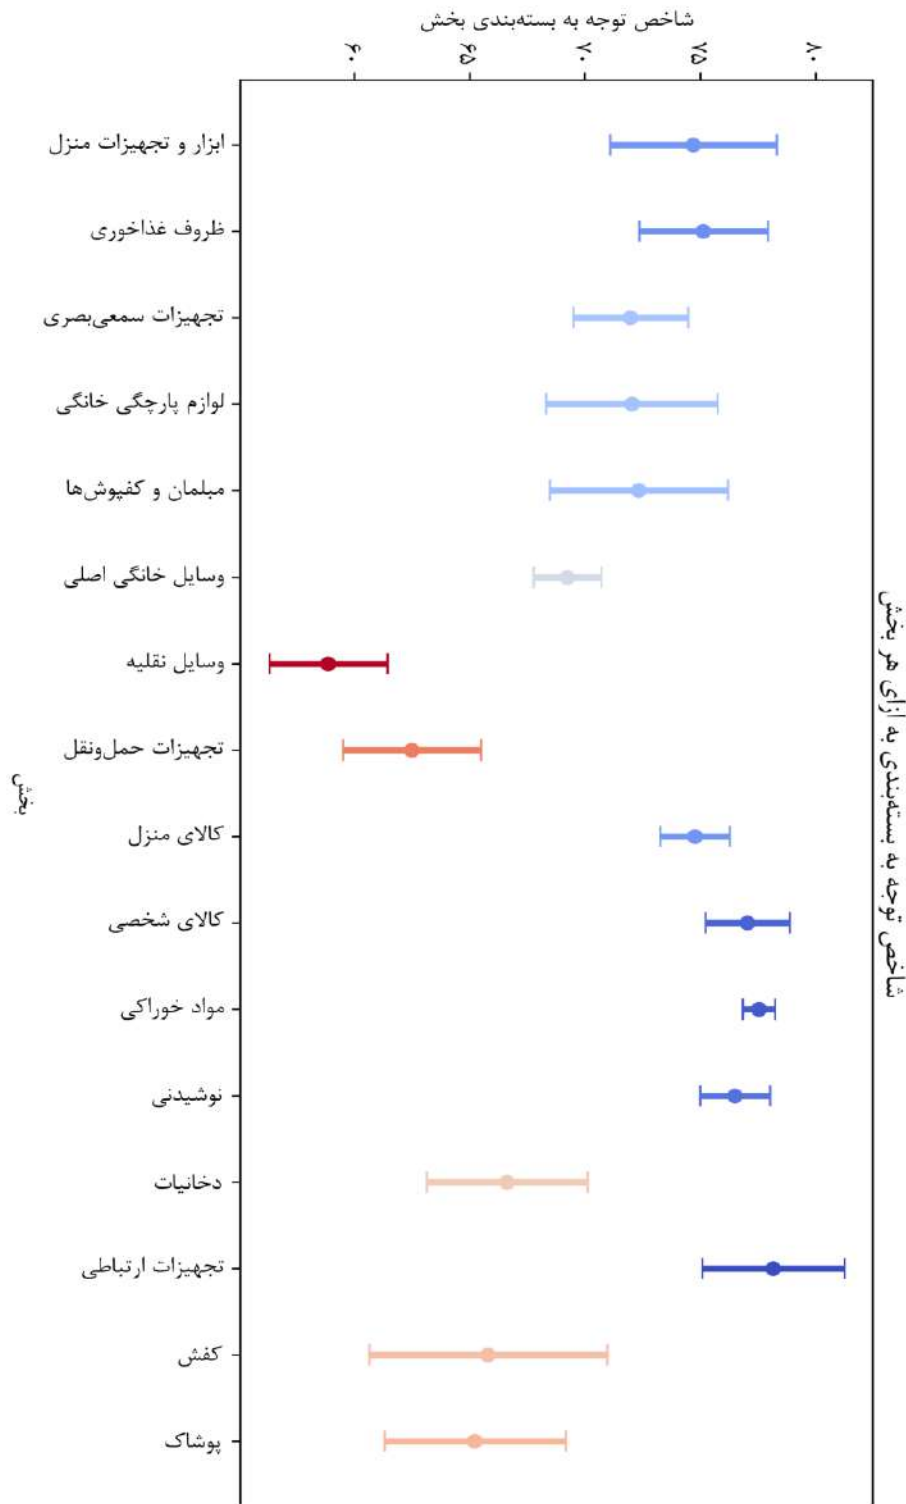 شاخص توجه به بسته‌بندی بخش
۶۰
۶۵
۷۰
۷۵
۸۰
ابزار و تجهیزات منزل
ظروف غذاخوری
تجهیزات سمعی‌بصری
لوازم پارچگی خانگی
مبلمان و کفپوش‌ها
وسایل خانگی اصلی
وسایل نقلیه
تجهیزات حمل‌ونقل
کالای منزل
کالای شخصی
مواد خوراکی
نوشیدنی
دخانیات
تجهیزات ارتباطی
کفش
پوشاک
بخش
شاخص توجه به بسته‌بندی به ازای هر بخش